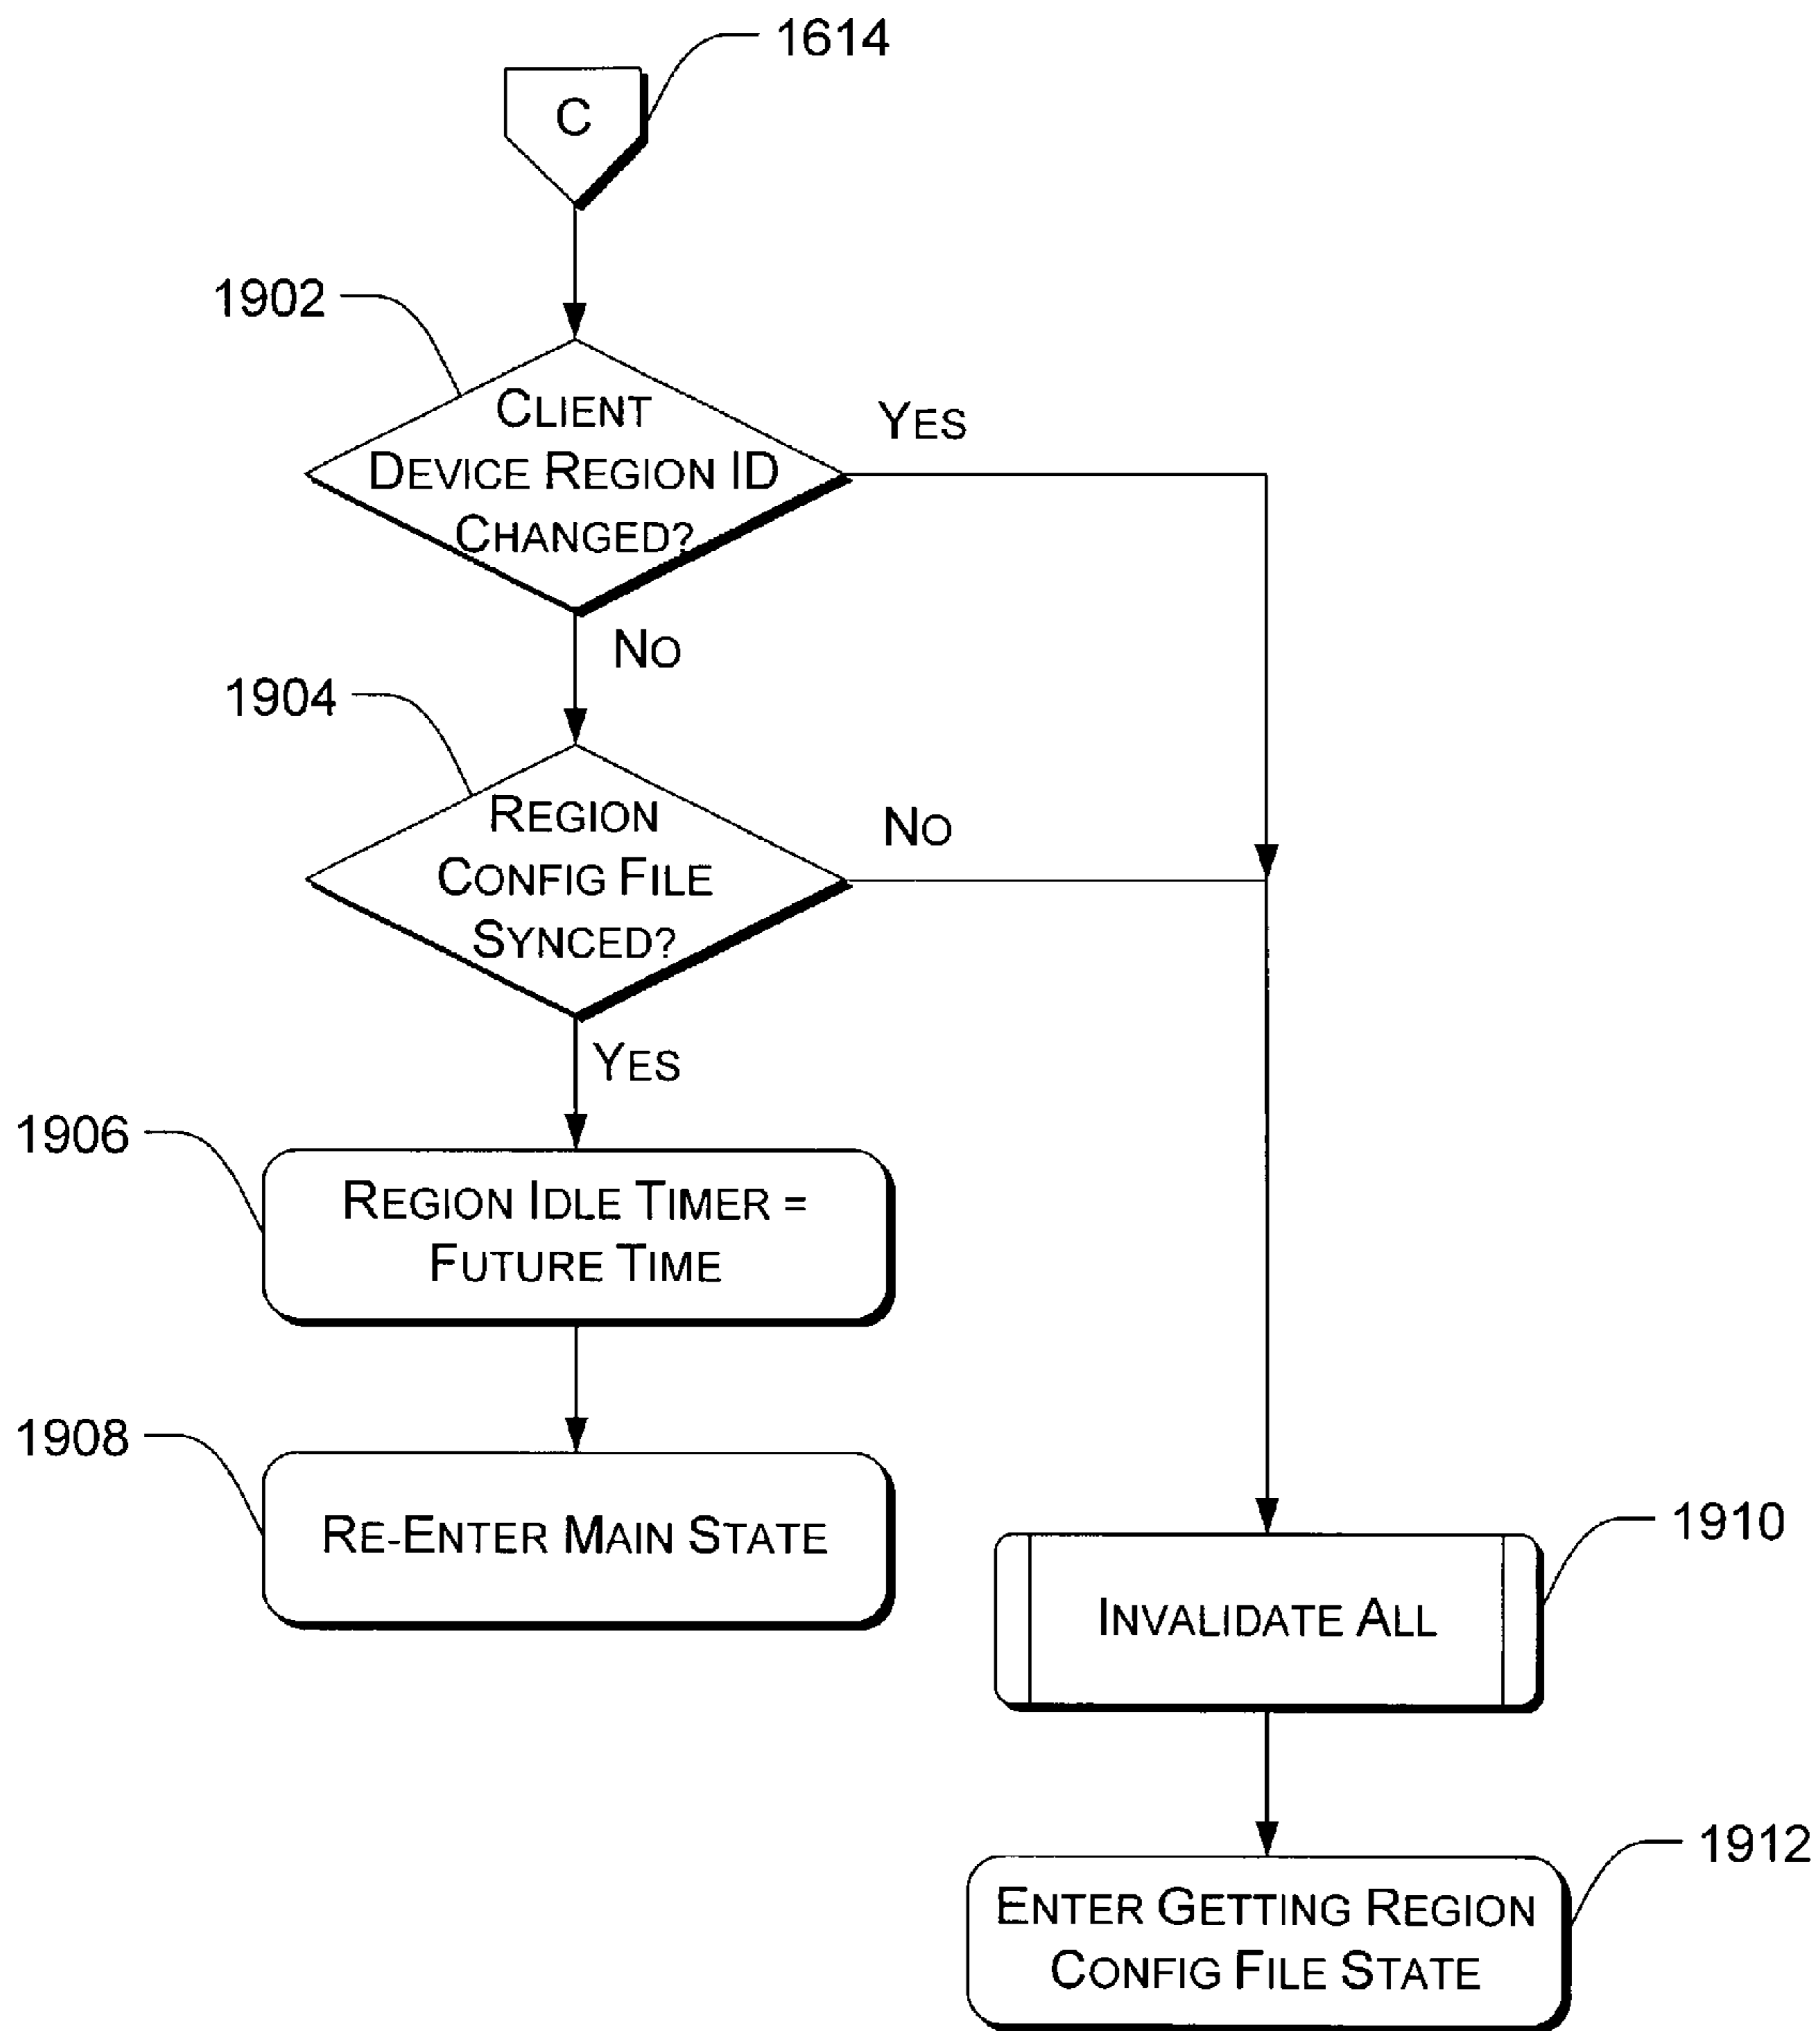 1614
C
1902
CLIENT
DEVICE REGION ID
CHANGED?
YES
NO
1904
REGION
CONFIG FILE
SYNCED?
NO
YES
1906
REGION IDLE TIMER =
FUTURE TIME
1908
RE-ENTER MAIN STATE
1910
INVALIDATE ALL
1912
ENTER GETTING REGION
CONFIG FILE STATE